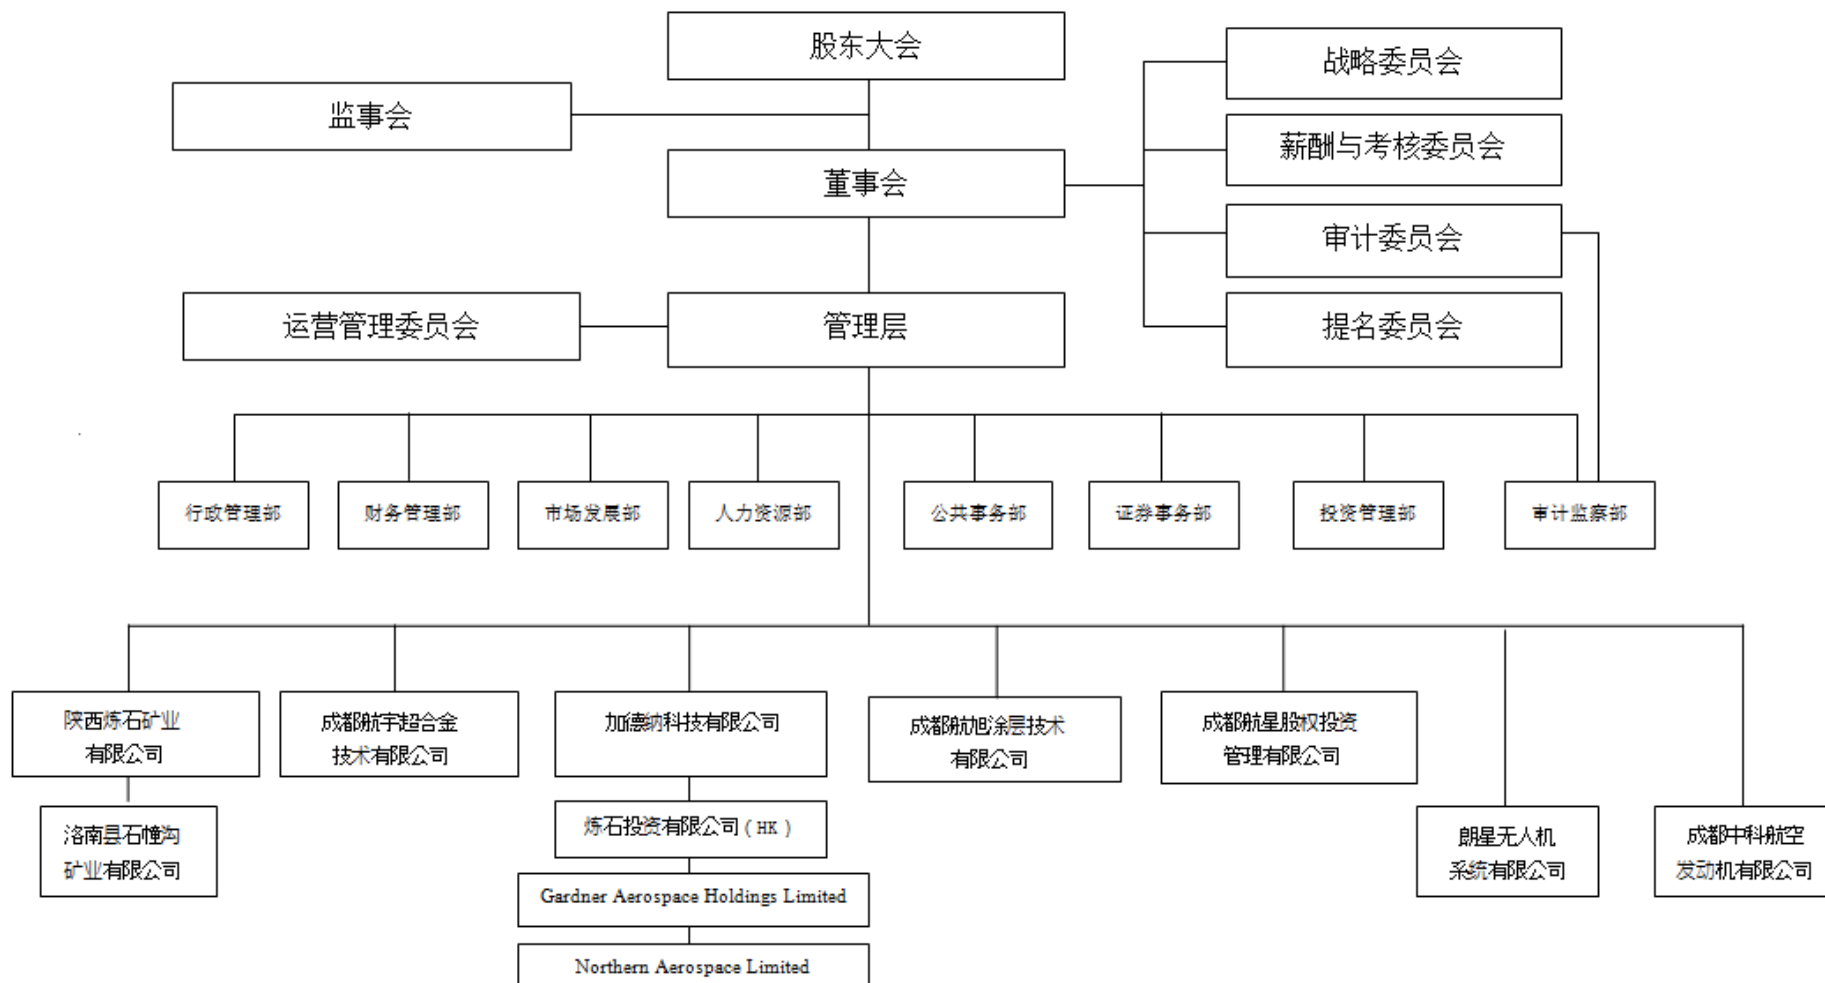 股东大会
战略委员会
监事会
薪酬与考核委员会
董事会
审计委员会
运营管理委员会
管理层
提名委员会
行政管理部
财务管理部
市场发展部
人力资源部
公共事务部
证券事务部
投资管理部
审计监察部
陕西炼石矿业
有限公司
成都航宇超合金
技术有限公司
加德纳科技有限公司
成都航旭涂层技术
有限公司
成都航星股权投资
管理有限公司
洛南县石幢沟
矿业有限公司
炼石投资有限公司(HK)
朗星无人机
系统有限公司
成都中科航空
发动机有限公司
Gardner Aerospace Holdings Limited
Northern Aerospace Limited